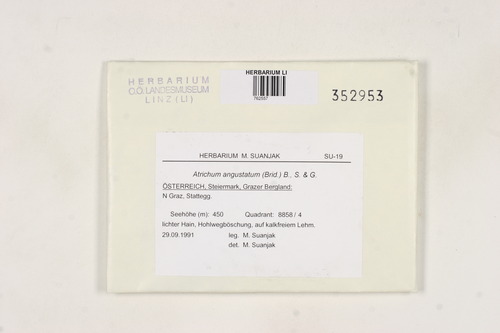 HERBARIUM
O.Ö. LANDESMUSEUM
LINZ (LI)
HERBARIUM LI
762557
352953
HERBARIUM M. SUANJAK SU-19
Atrichum angustatum (Brid.) B., S. & G.
ÖSTERREICH, Steiermark, Grazer Bergland:
N Graz, Stattegg.
Seehöhe (m): 450 Quadrant: 8858 / 4
lichter Hain, Hohlwegböschung, auf kalkfreiem Lehm.
29.09.1991 leg. M. Suanjak
det. M. Suanjak